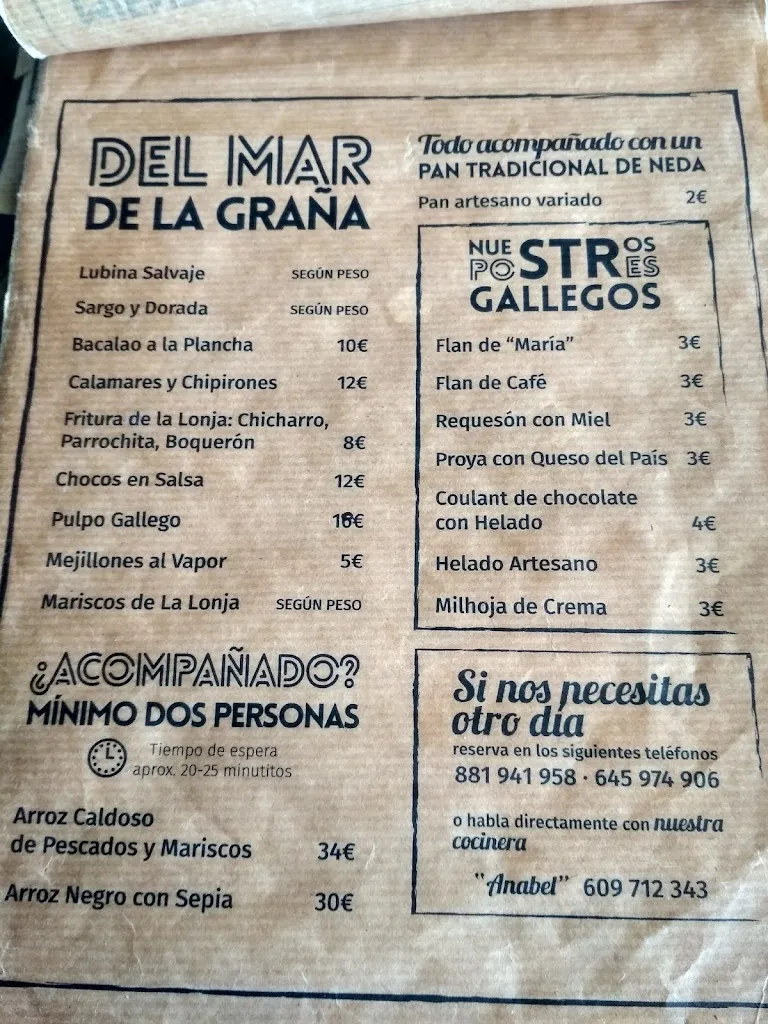 DEL MAR
DE LA GRAÑA
Lubina Salvaje SEGÚN PESO
Sargo y Dorada SEGÚN PESO
Bacalao a la Plancha 10€
Calamares y Chipirones 12€
Fritura de la Lonja: Chicharro,
Parrochita, Boquerón 8€
Chocos en Salsa 12€
Pulpo Gallego
Mejillones al Vapor 5€
Mariscos de La Lonja SEGÚN PESO
¿ACOMPAÑADO?
MÍNIMO DOS PERSONAS
Tiempo de espera
aprox. 20-25 minutitos
Arroz Caldoso
de Pescados y Mariscos 34€
Arroz Negro con Sepia 30€
Todo acompañado con un
PAN TRADICIONAL DE NEDA
Pan artesano variado 2€
NUESTROS
POSTRES
GALLEGOS
Flan de “María” 3€
Flan de Café 3€
Requesón con Miel 3€
Proya con Queso del País 3€
Coulant de chocolate
con Helado 4€
Helado Artesano 3€
Milhoja de Crema 3€
Si nos necesitas
otro día
reserva en los siguientes teléfonos
881 941 958 · 645 974 906
o habla directamente con nuestra
cocinera
"Anabel" 609 712 343